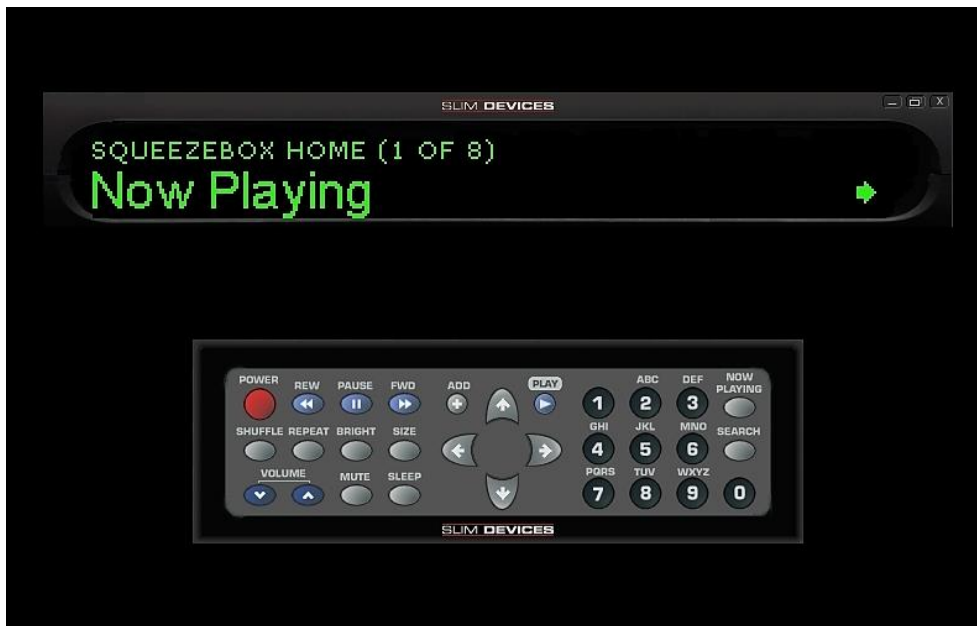 SLIM DEVICES
X
SQUEEZEBOX HOME (1 OF 8)
Now Playing
POWER REW PAUSE FWD ADD PLAY ABC DEF NOW PLAYING
1 2 3
SHUFFLE REPEAT BRIGHT SIZE GHI JKL MNO SEARCH
4 5 6
VOLUME MUTE SLEEP PQRS TUV WXYZ
7 8 9 0
SLIM DEVICES